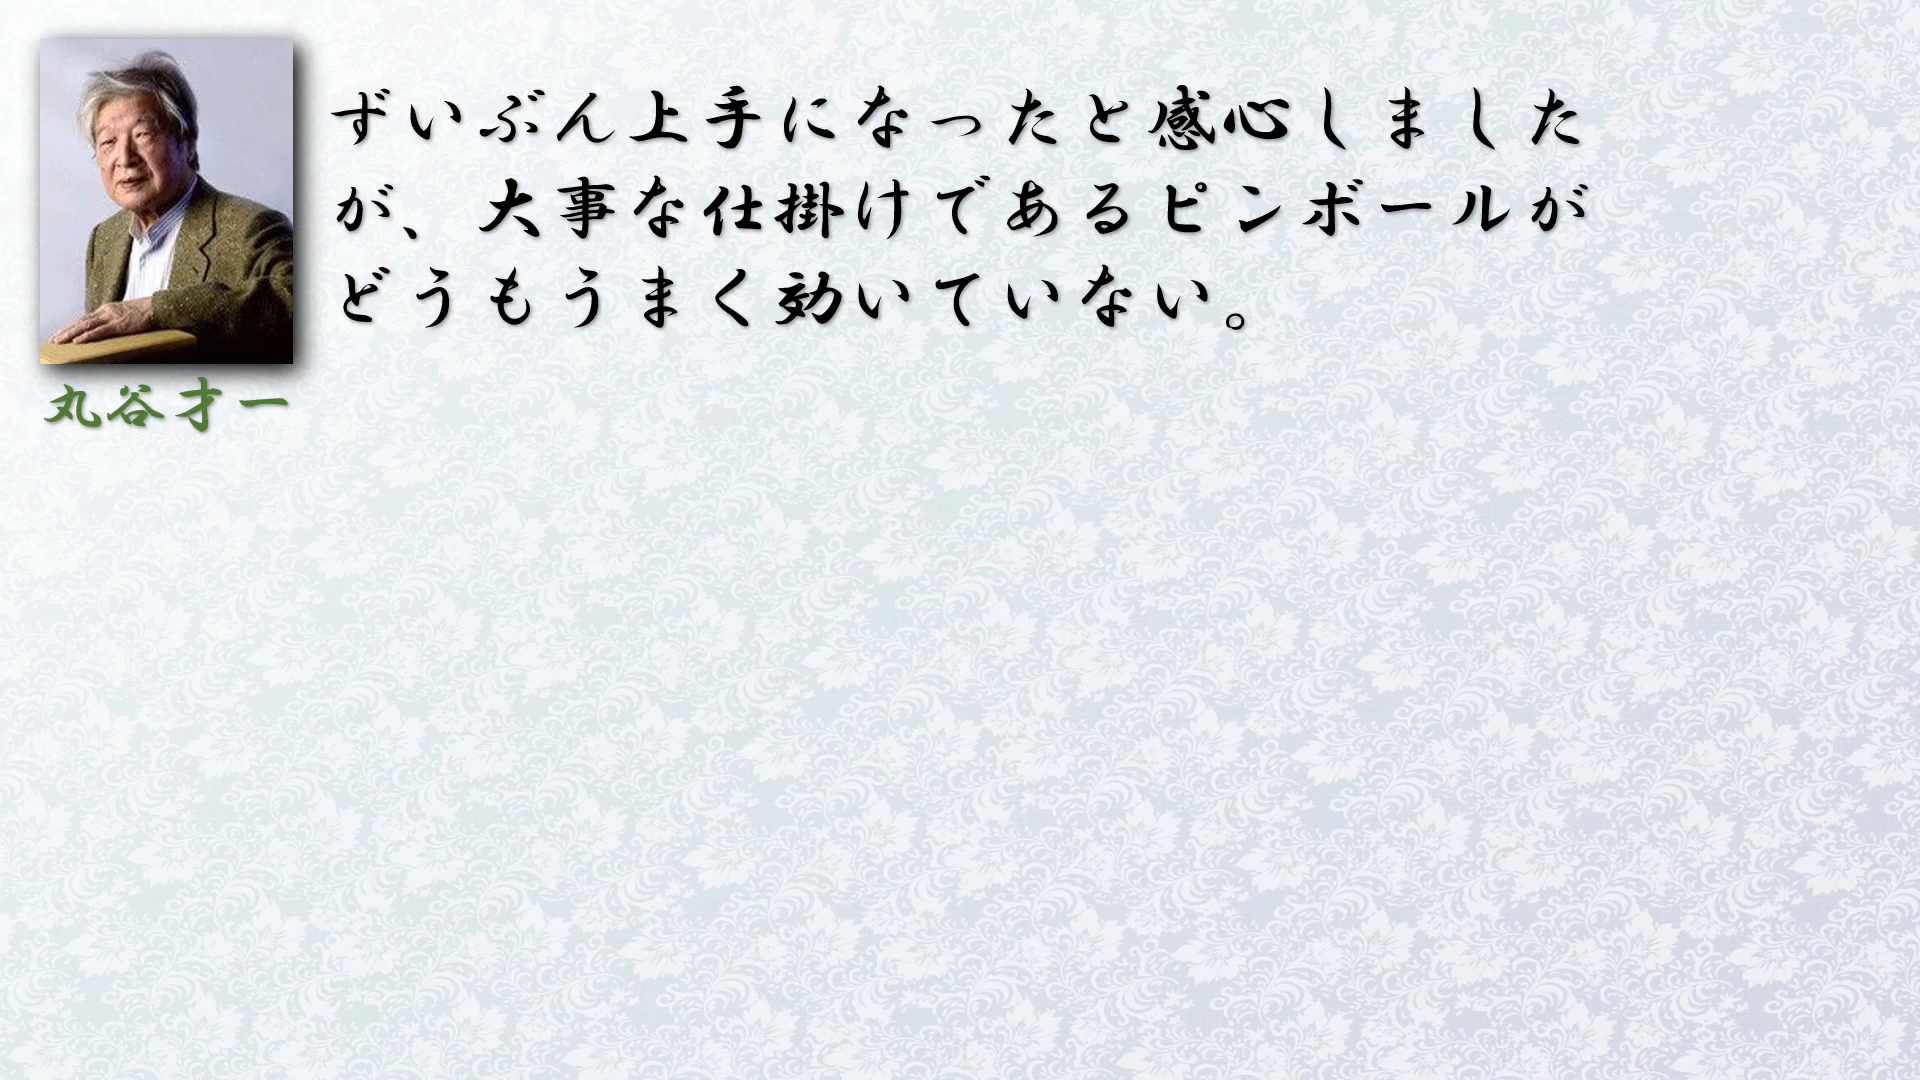 ずいぶん上手になったと感心しました
が、大事な仕掛けであるピンボールが
どうもうまく効いていない。
丸谷才一